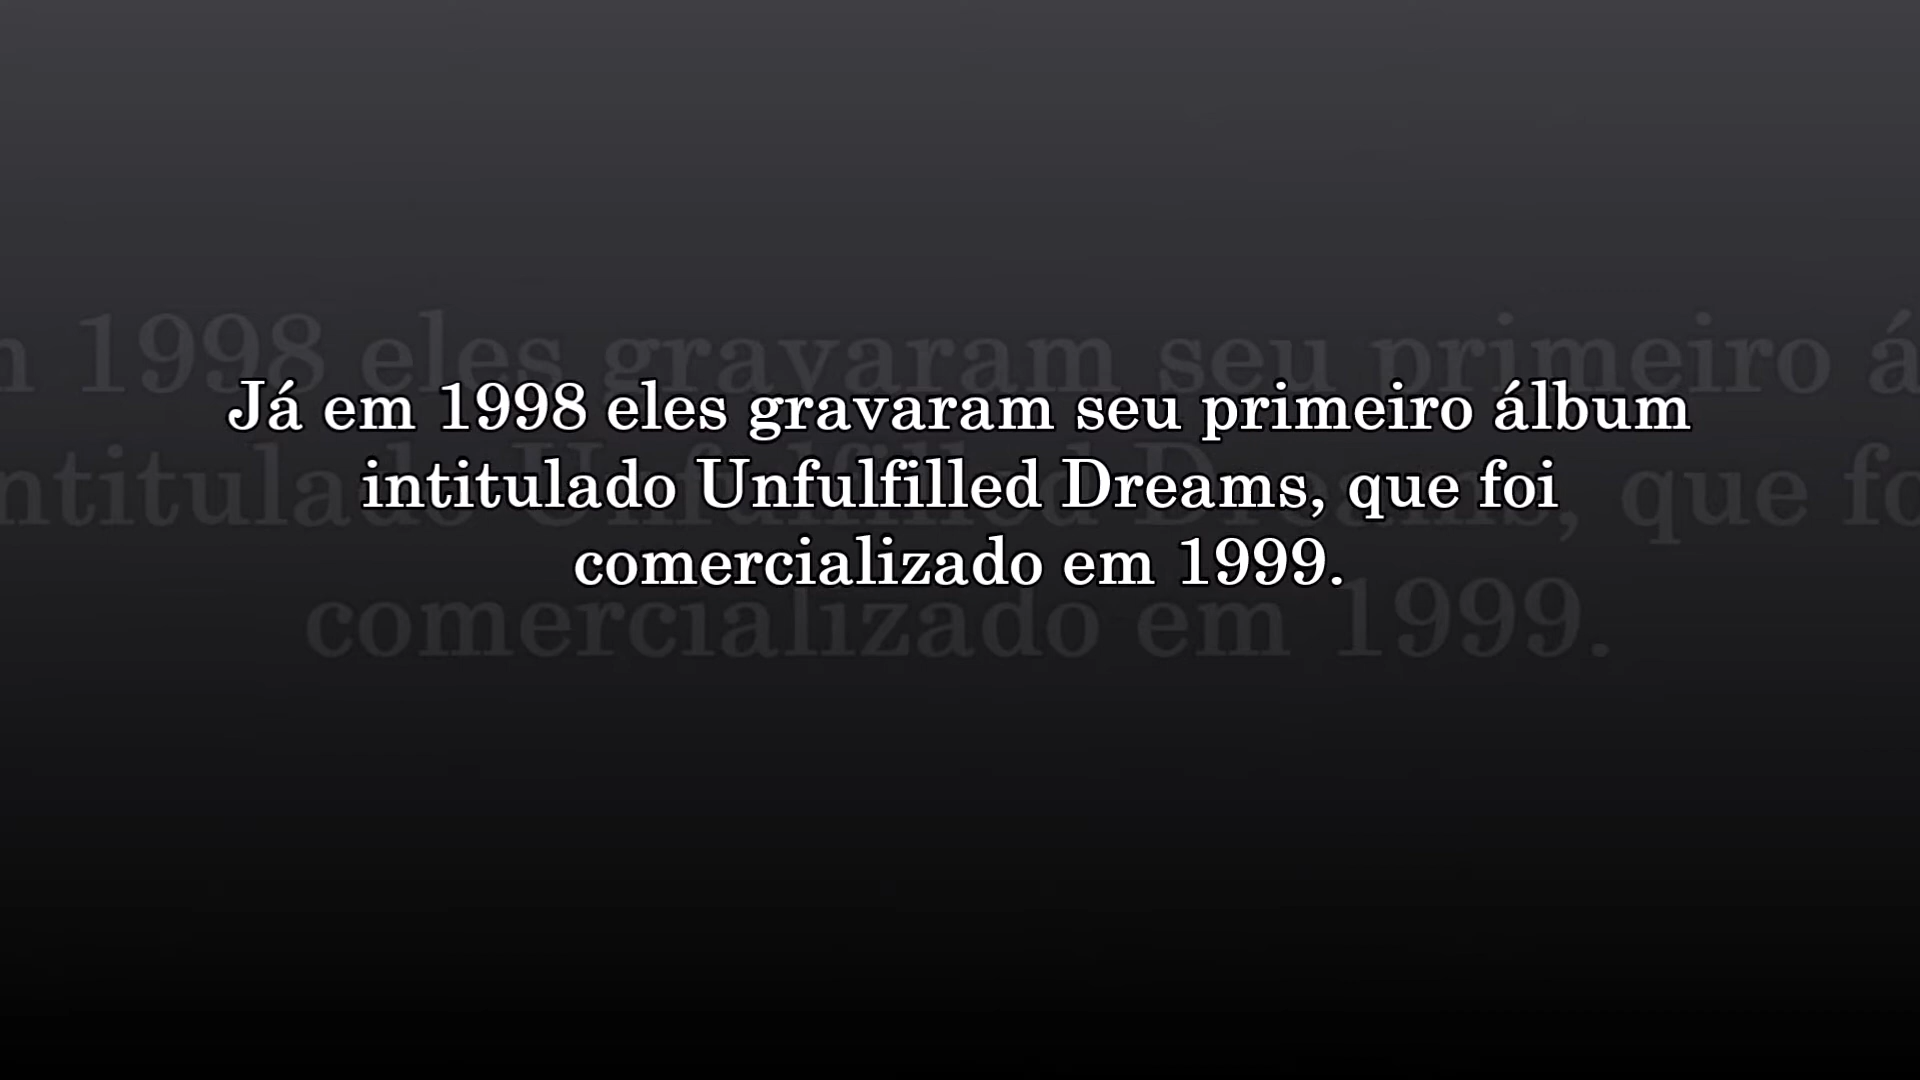 Já em 1998 eles gravaram seu primeiro álbum
intitulado Unfulfilled Dreams, que foi
comercializado em 1999.